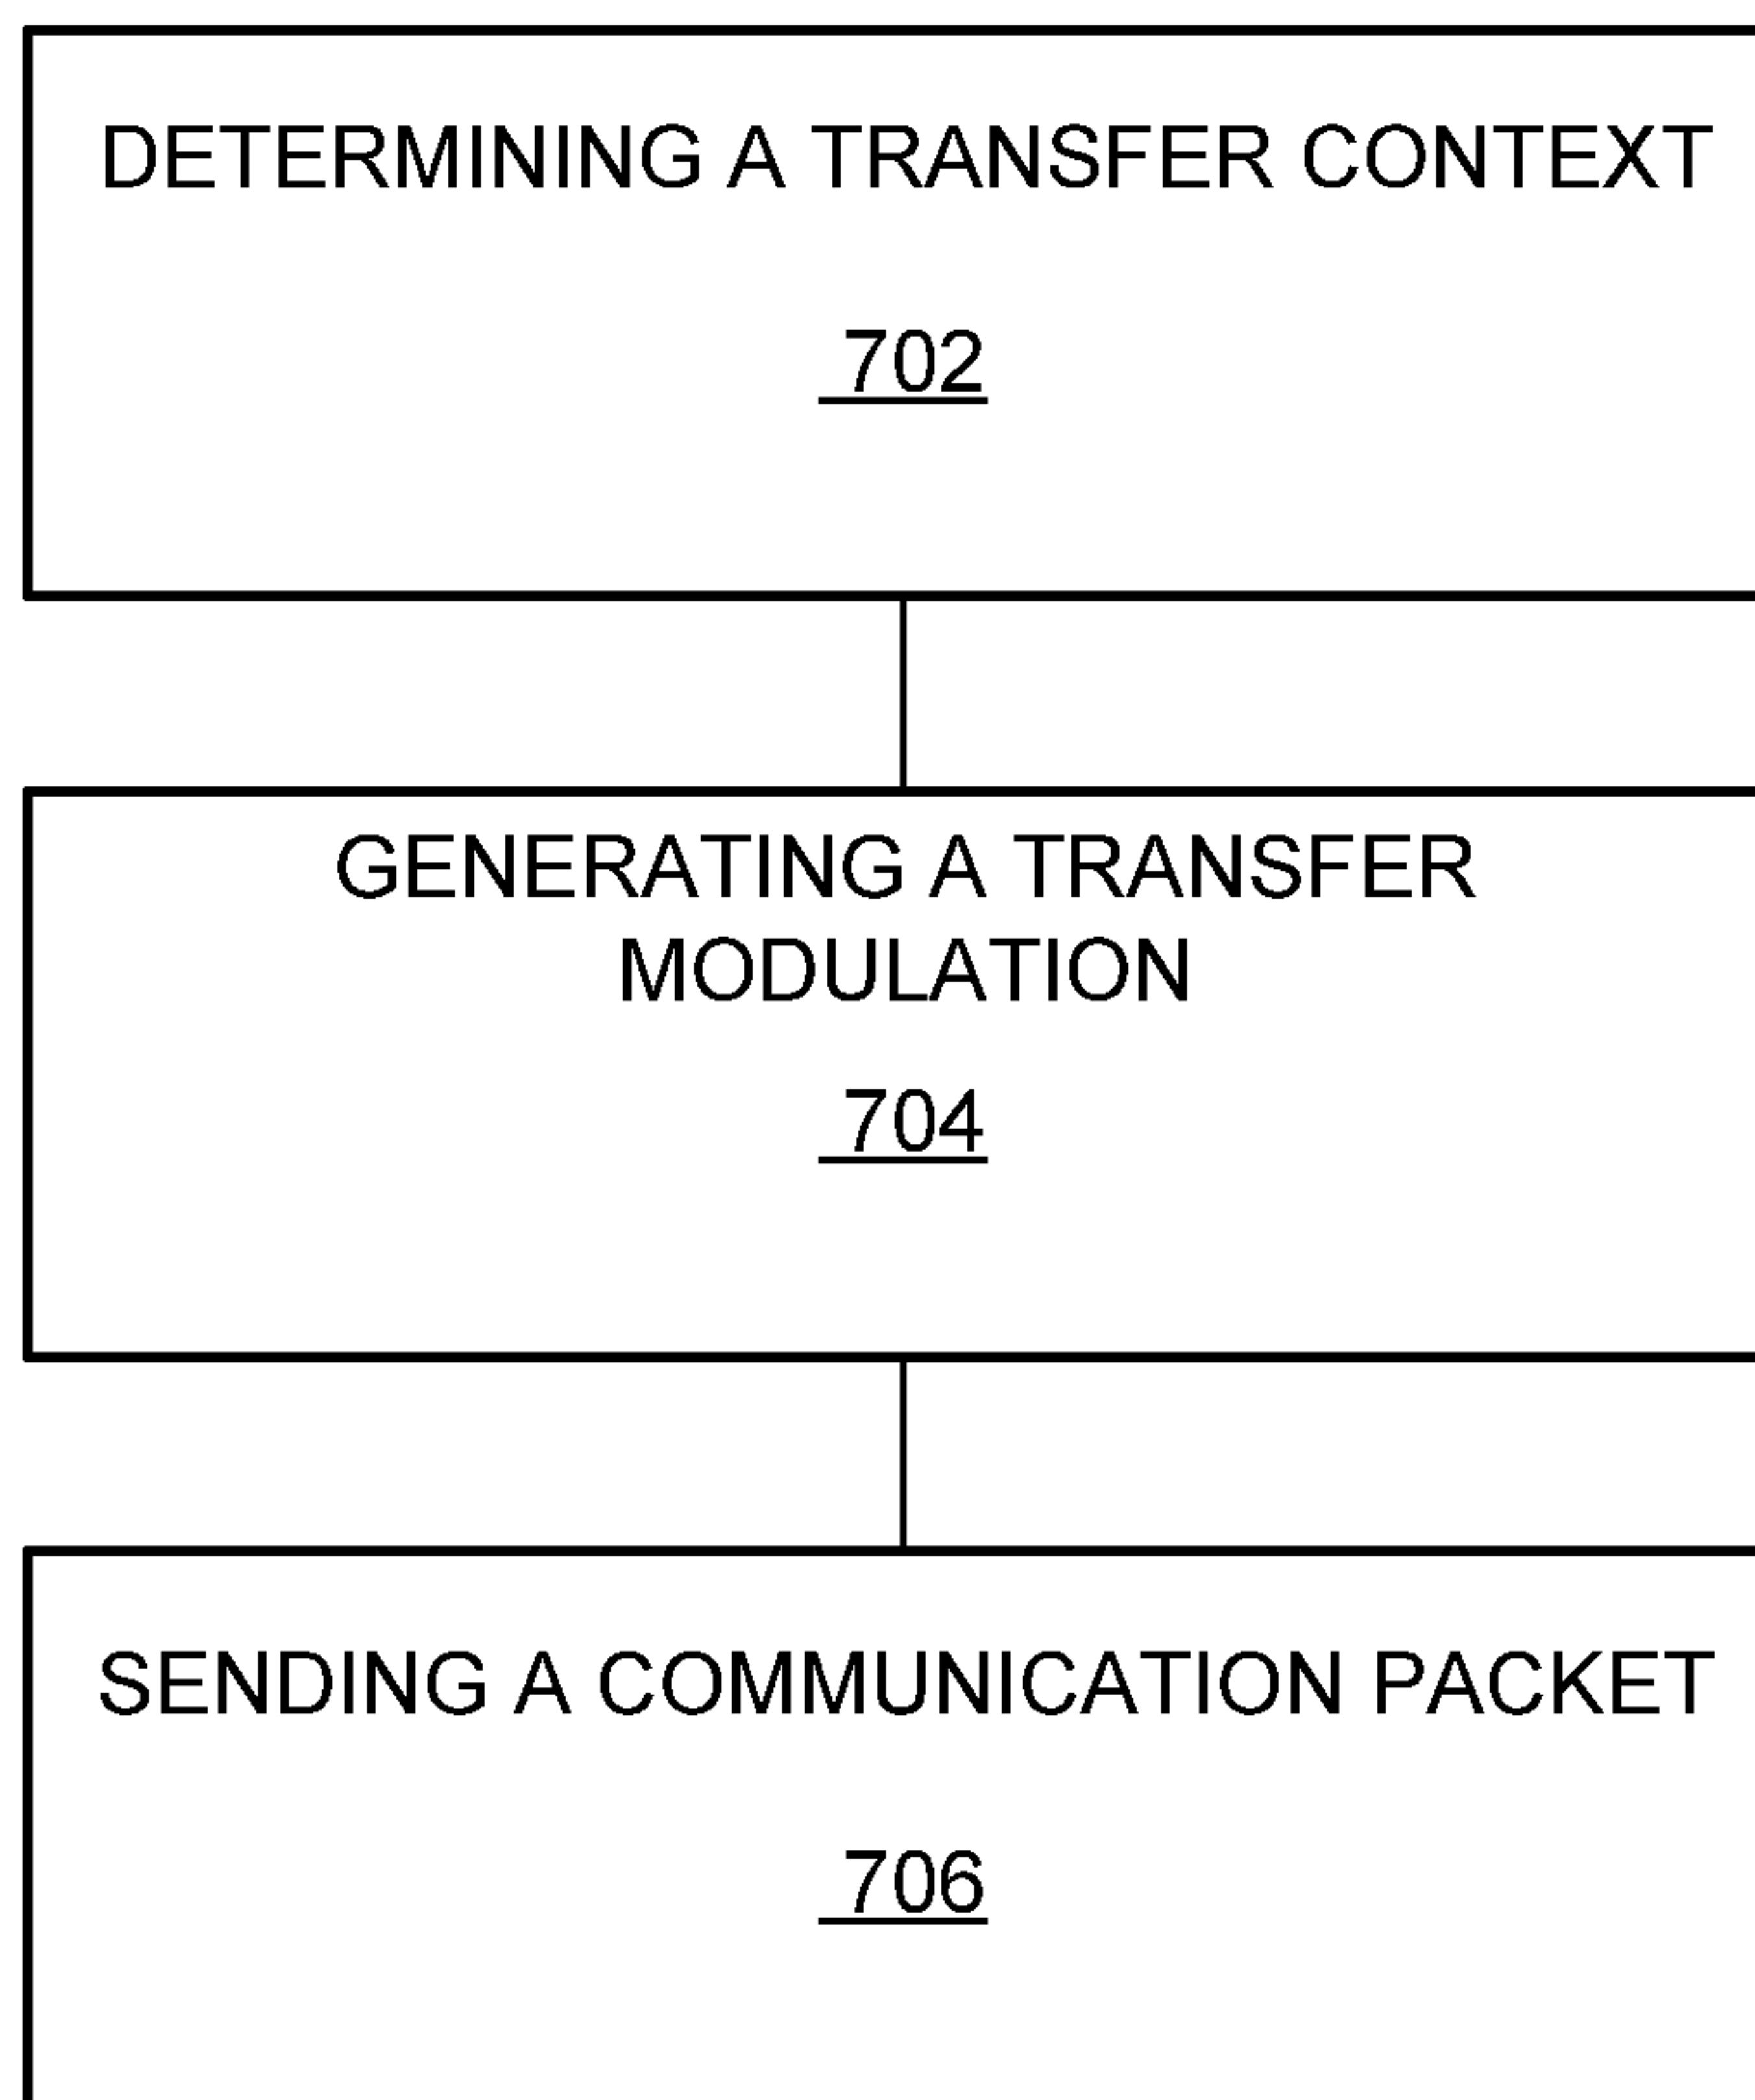 DETERMINING A TRANSFER CONTEXT
702
GENERATING A TRANSFER
MODULATION
704
SENDING A COMMUNICATION PACKET
706